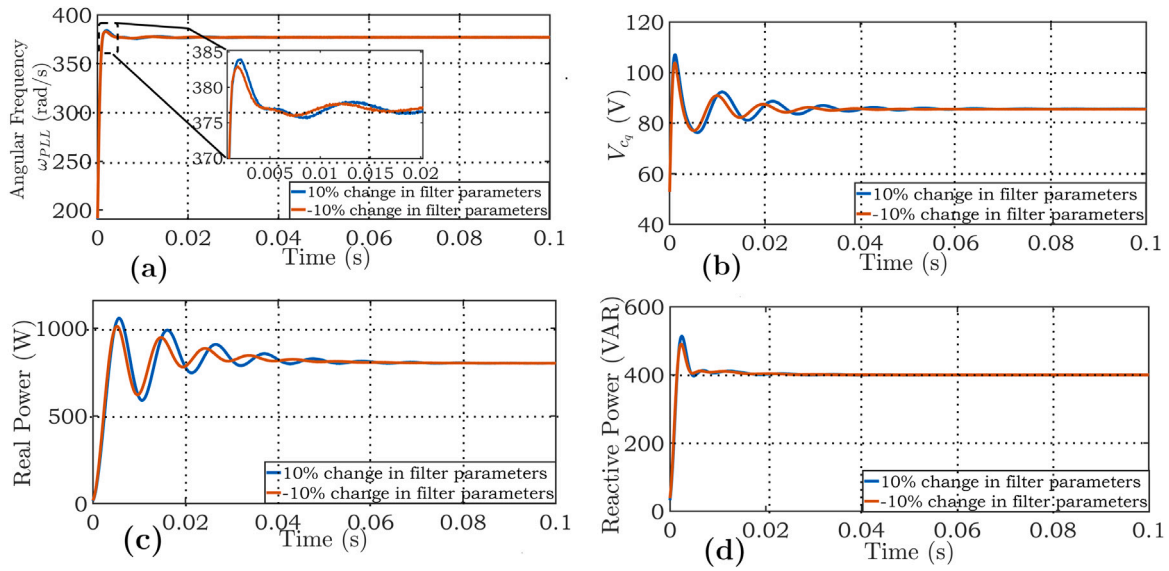 400
350
300
250
200
Angular Frequency
ω_PLL (rad/s)
385
380
375
370
0.005 0.01 0.015 0.02
10% change in filter parameters
-10% change in filter parameters
0 0.02 0.04 0.06 0.08 0.1
Time (s)
(a)
120
100
80
60
40
V_cq (V)
10% change in filter parameters
-10% change in filter parameters
0 0.02 0.04 0.06 0.08 0.1
Time (s)
(b)
1000
500
0
Real Power (W)
10% change in filter parameters
-10% change in filter parameters
0 0.02 0.04 0.06 0.08 0.1
Time (s)
(c)
600
400
200
0
Reactive Power (VAR)
10% change in filter parameters
-10% change in filter parameters
0 0.02 0.04 0.06 0.08 0.1
Time (s)
(d)